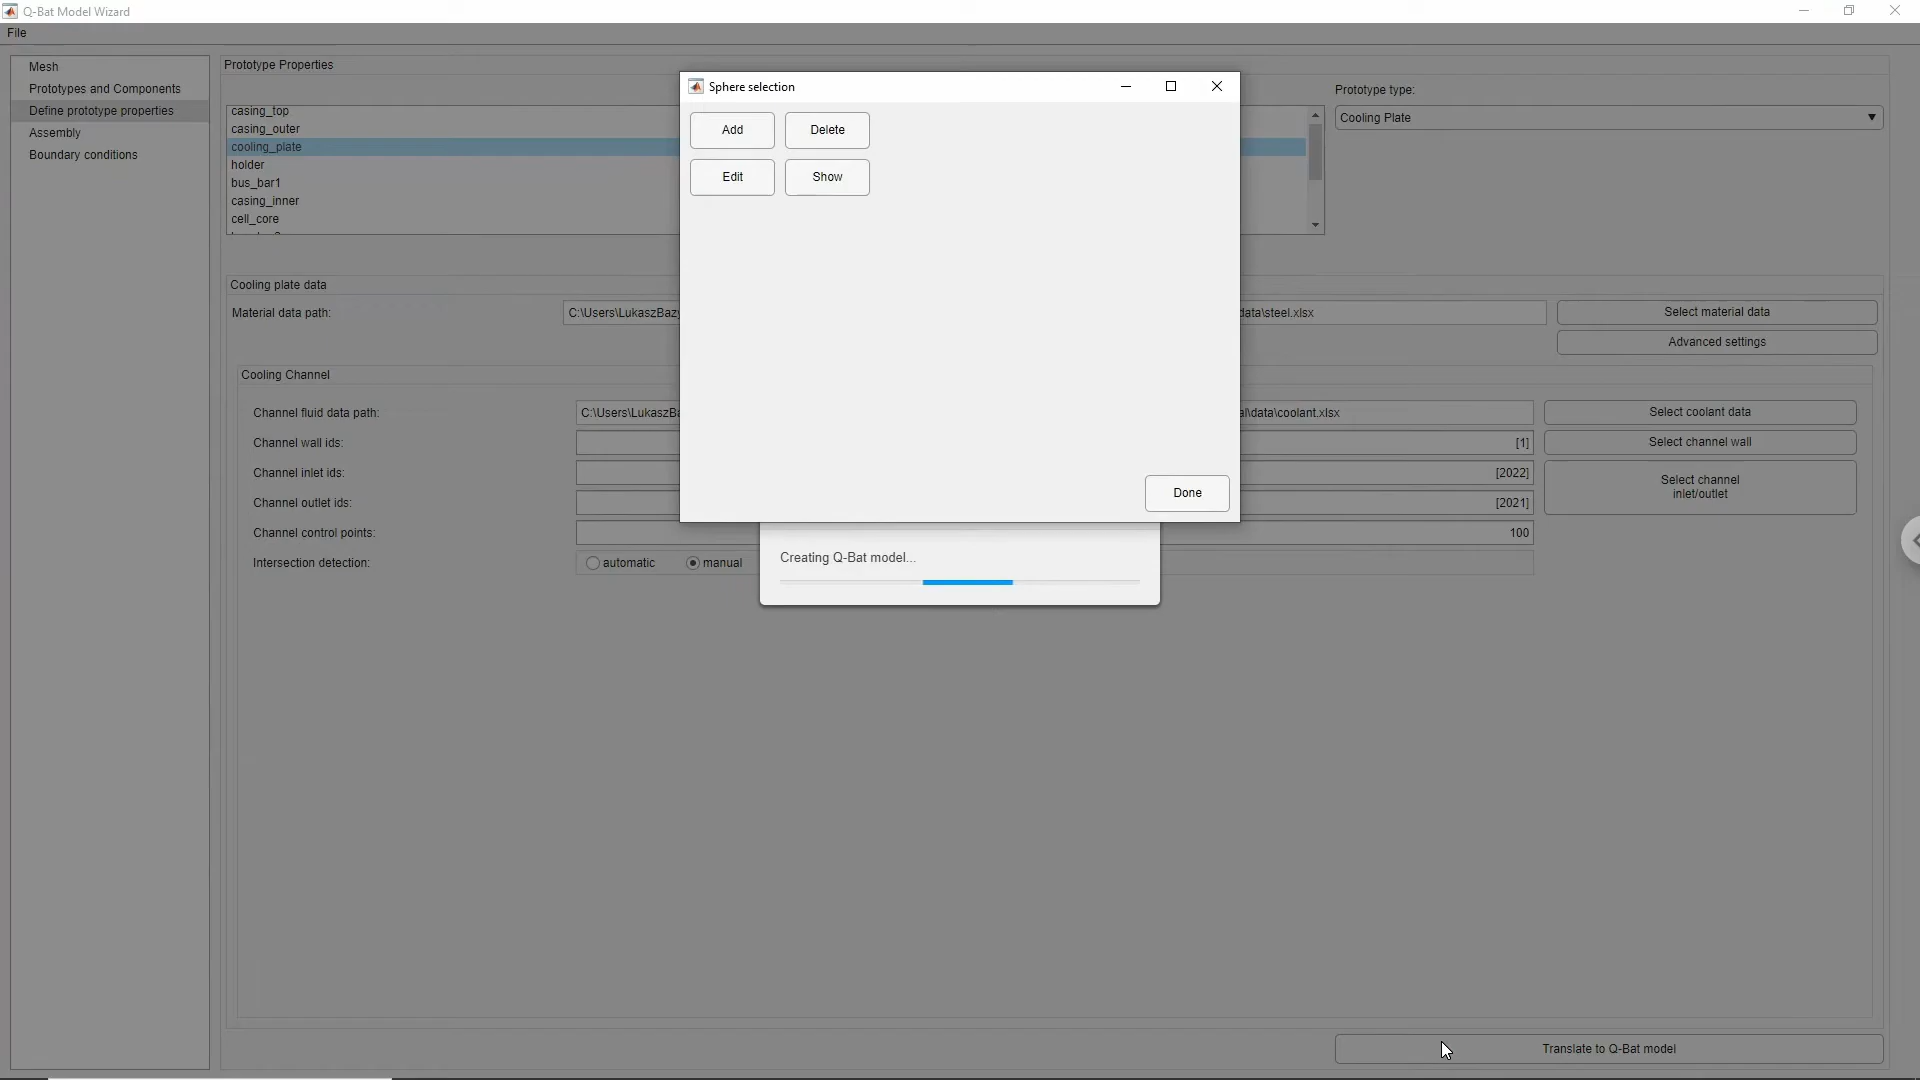 Q-Bat Model Wizard
File
Mesh
Prototypes and Components
Define prototype properties
Assembly
Boundary conditions
Prototype Properties
casing_top
casing_outer
cooling_plate
holder
bus_bar1
casing_inner
cell_core
Prototype type:
Cooling Plate
Sphere selection
Add
Delete
Edit
Show
Done
Cooling plate data
Material data path:
C:\Users\LukaszBazy
data\steel.xlsx
Select material data
Advanced settings
Cooling Channel
Channel fluid data path:
C:\Users\LukaszBa
al\data\coolant.xlsx
Select coolant data
Channel wall ids:
[1]
Select channel wall
Channel inlet ids:
[2022]
Select channel
inlet/outlet
Channel outlet ids:
[2021]
Channel control points:
100
Intersection detection:
automatic
manual
Creating Q-Bat model...
Translate to Q-Bat model